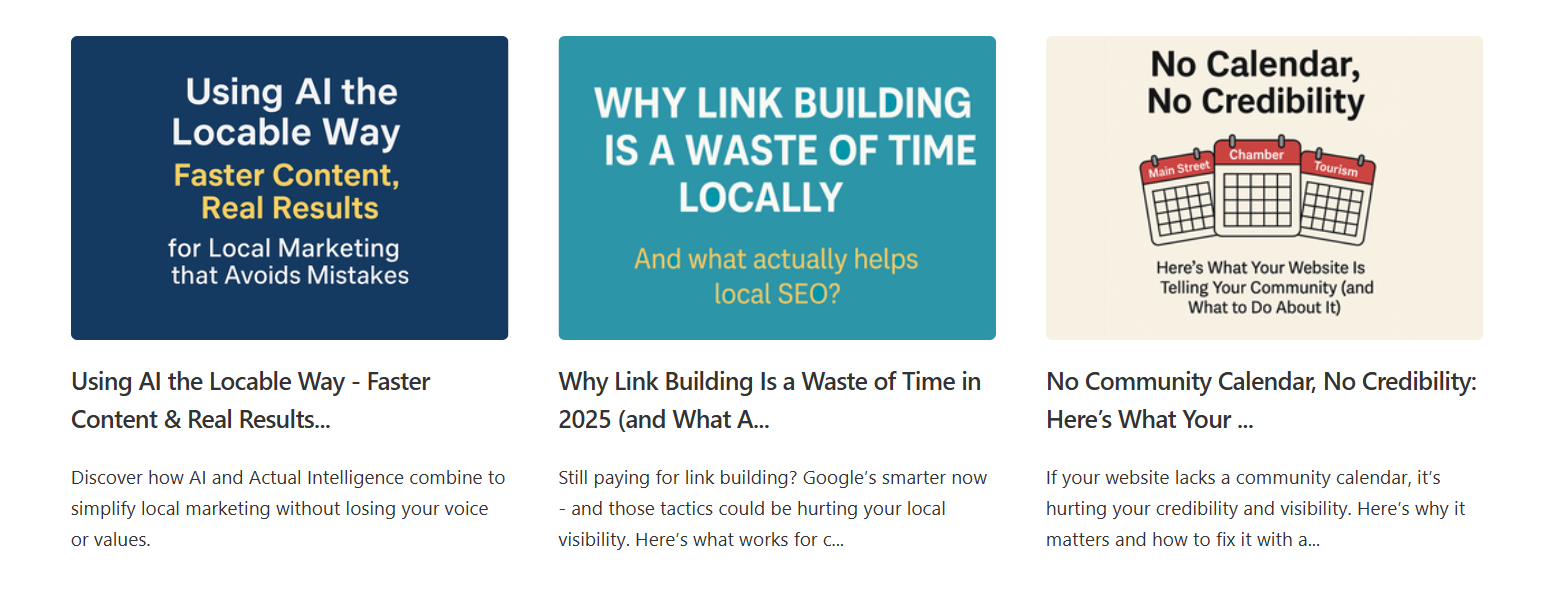 Using AI the
Locable Way
Faster Content,
Real Results
for Local Marketing
that Avoids Mistakes
Using AI the Locable Way - Faster
Content & Real Results...
Discover how AI and Actual Intelligence combine to
simplify local marketing without losing your voice
or values.
WHY LINK BUILDING
IS A WASTE OF TIME
LOCALLY
And what actually helps
local SEO?
Why Link Building Is a Waste of Time in
2025 (and What A...
Still paying for link building? Google’s smarter now
- and those tactics could be hurting your local
visibility. Here’s what works for c...
No Calendar,
No Credibility
Main Street
Chamber
Tourism
Here’s What Your Website Is
Telling Your Community (and
What to Do About It)
No Community Calendar, No Credibility:
Here’s What Your ...
If your website lacks a community calendar, it’s
hurting your credibility and visibility. Here’s why it
matters and how to fix it with a...